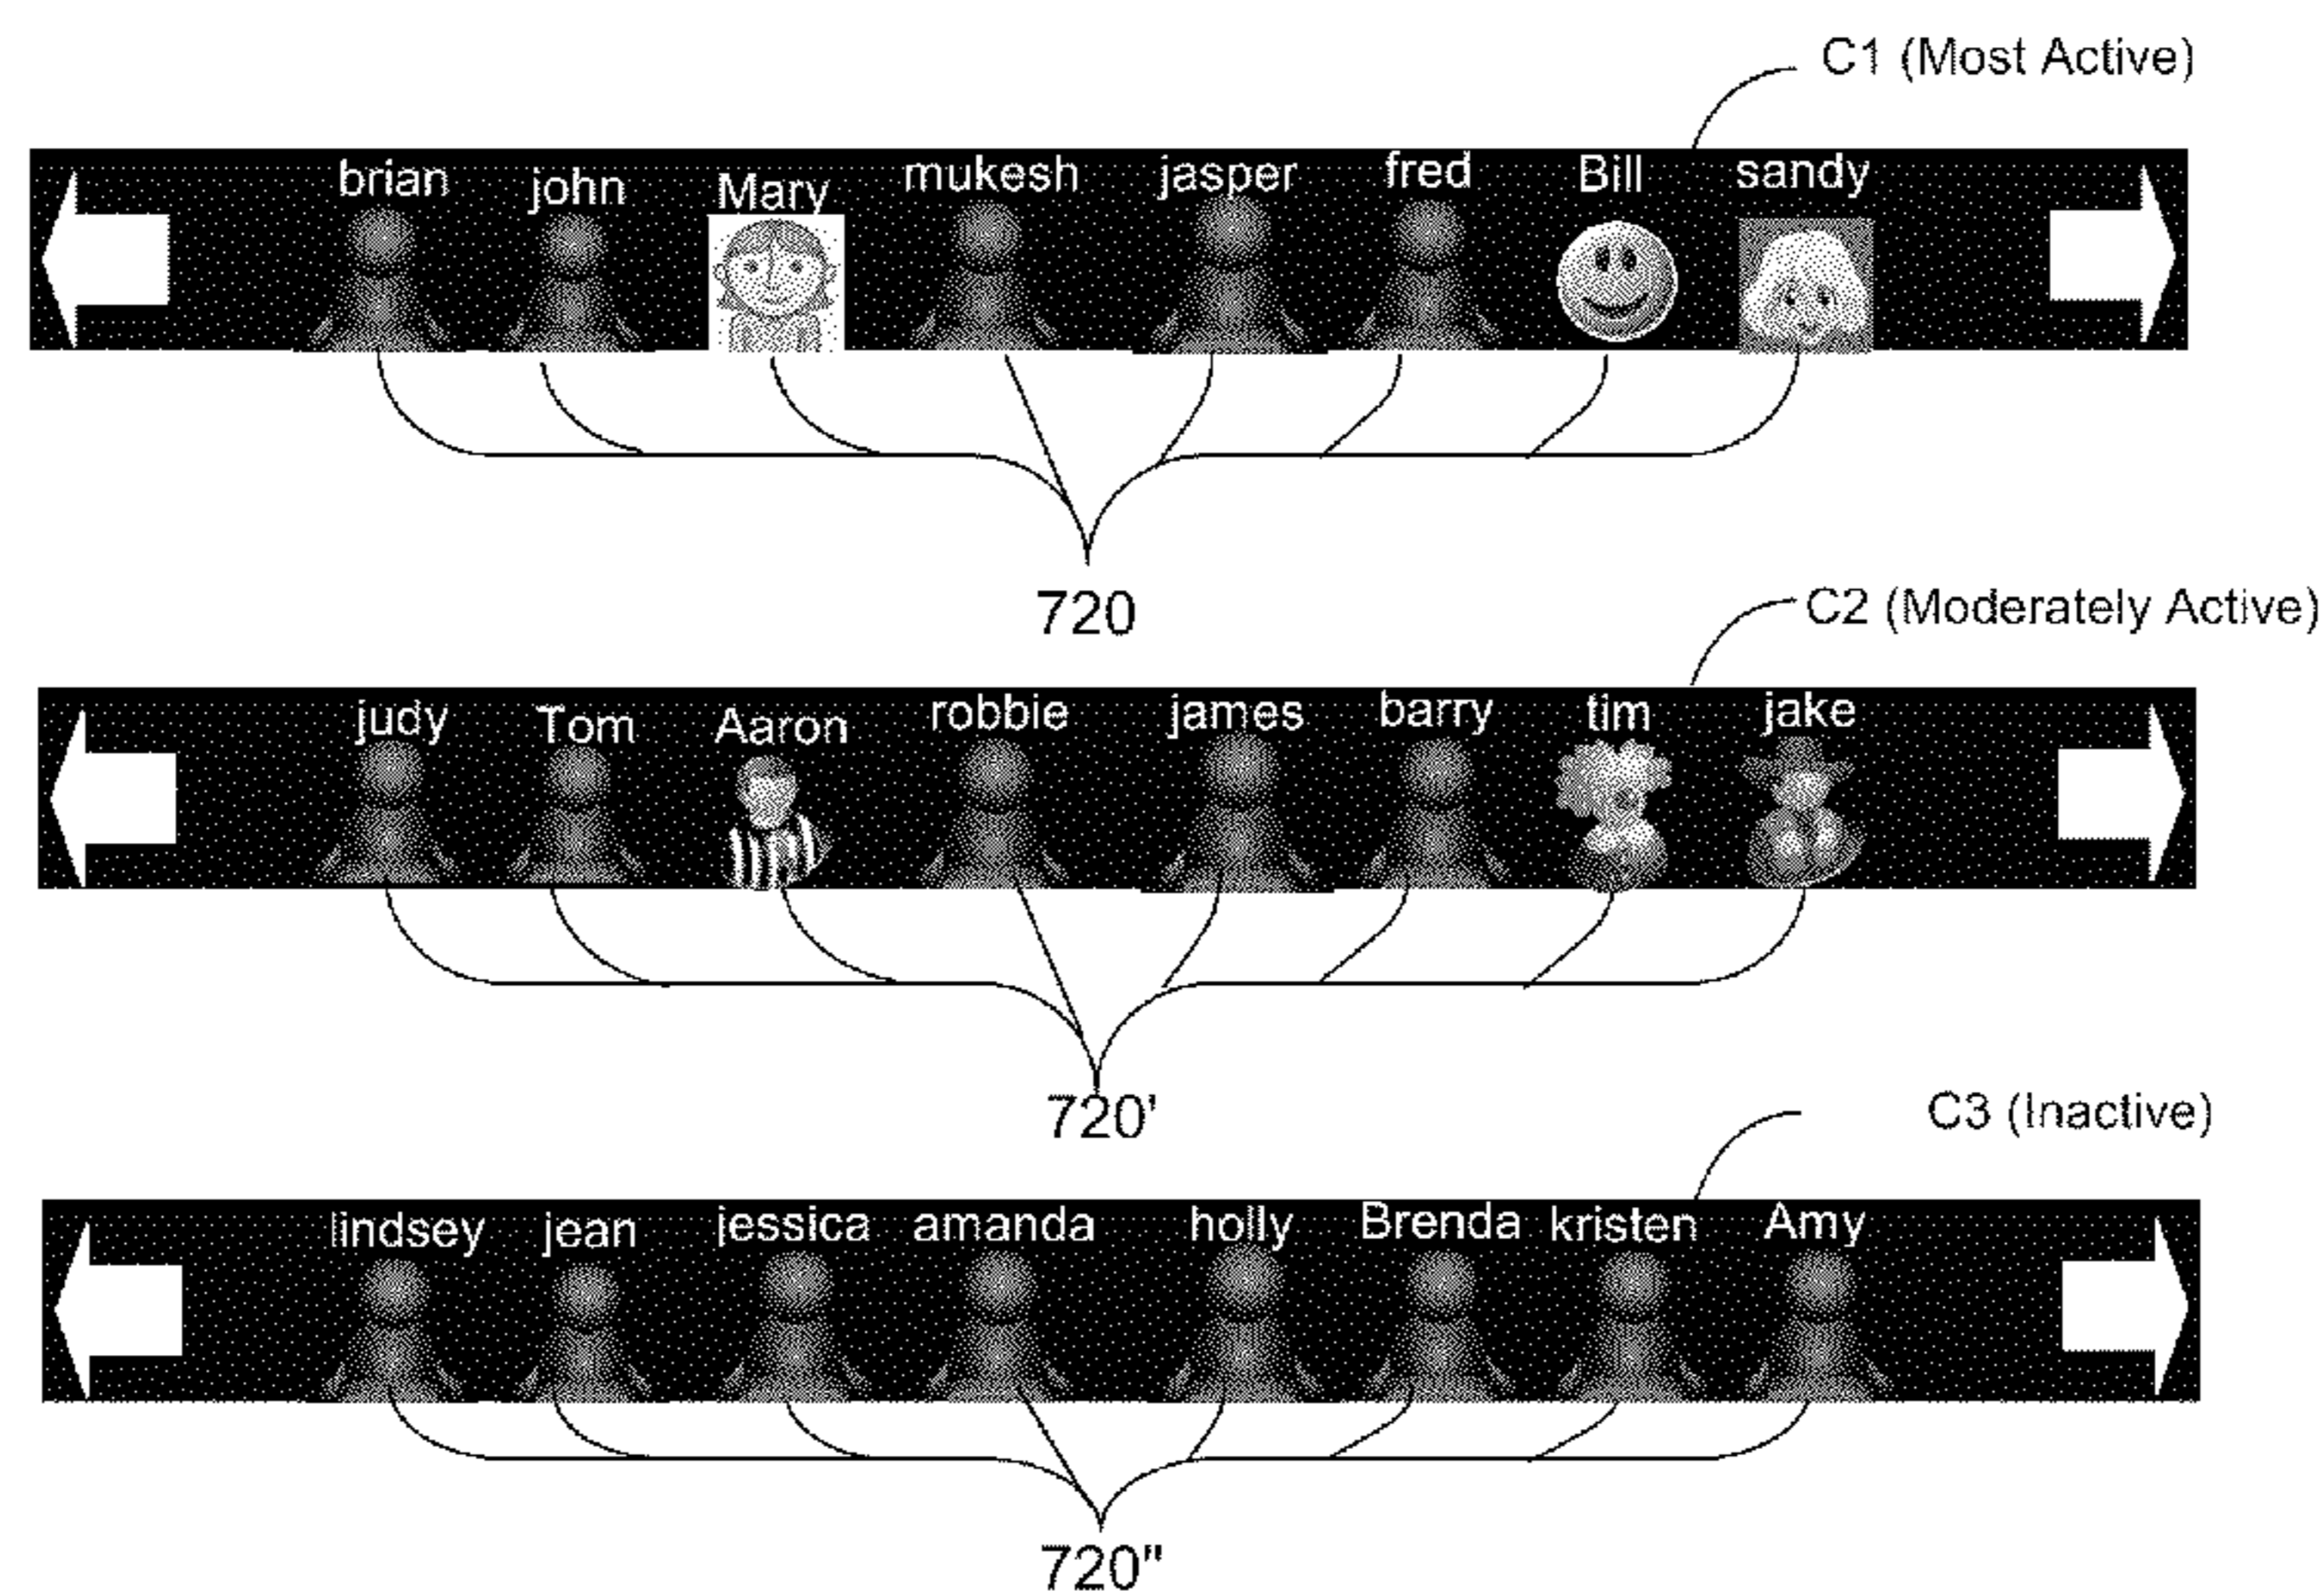 C1 (Most Active)
brian john Mary mukesh jasper fred Bill sandy
720
C2 (Moderately Active)
judy Tom Aaron robbie james barry tim jake
720'
C3 (Inactive)
lindsey jean jessica amanda holly Brenda kristen Amy
720"